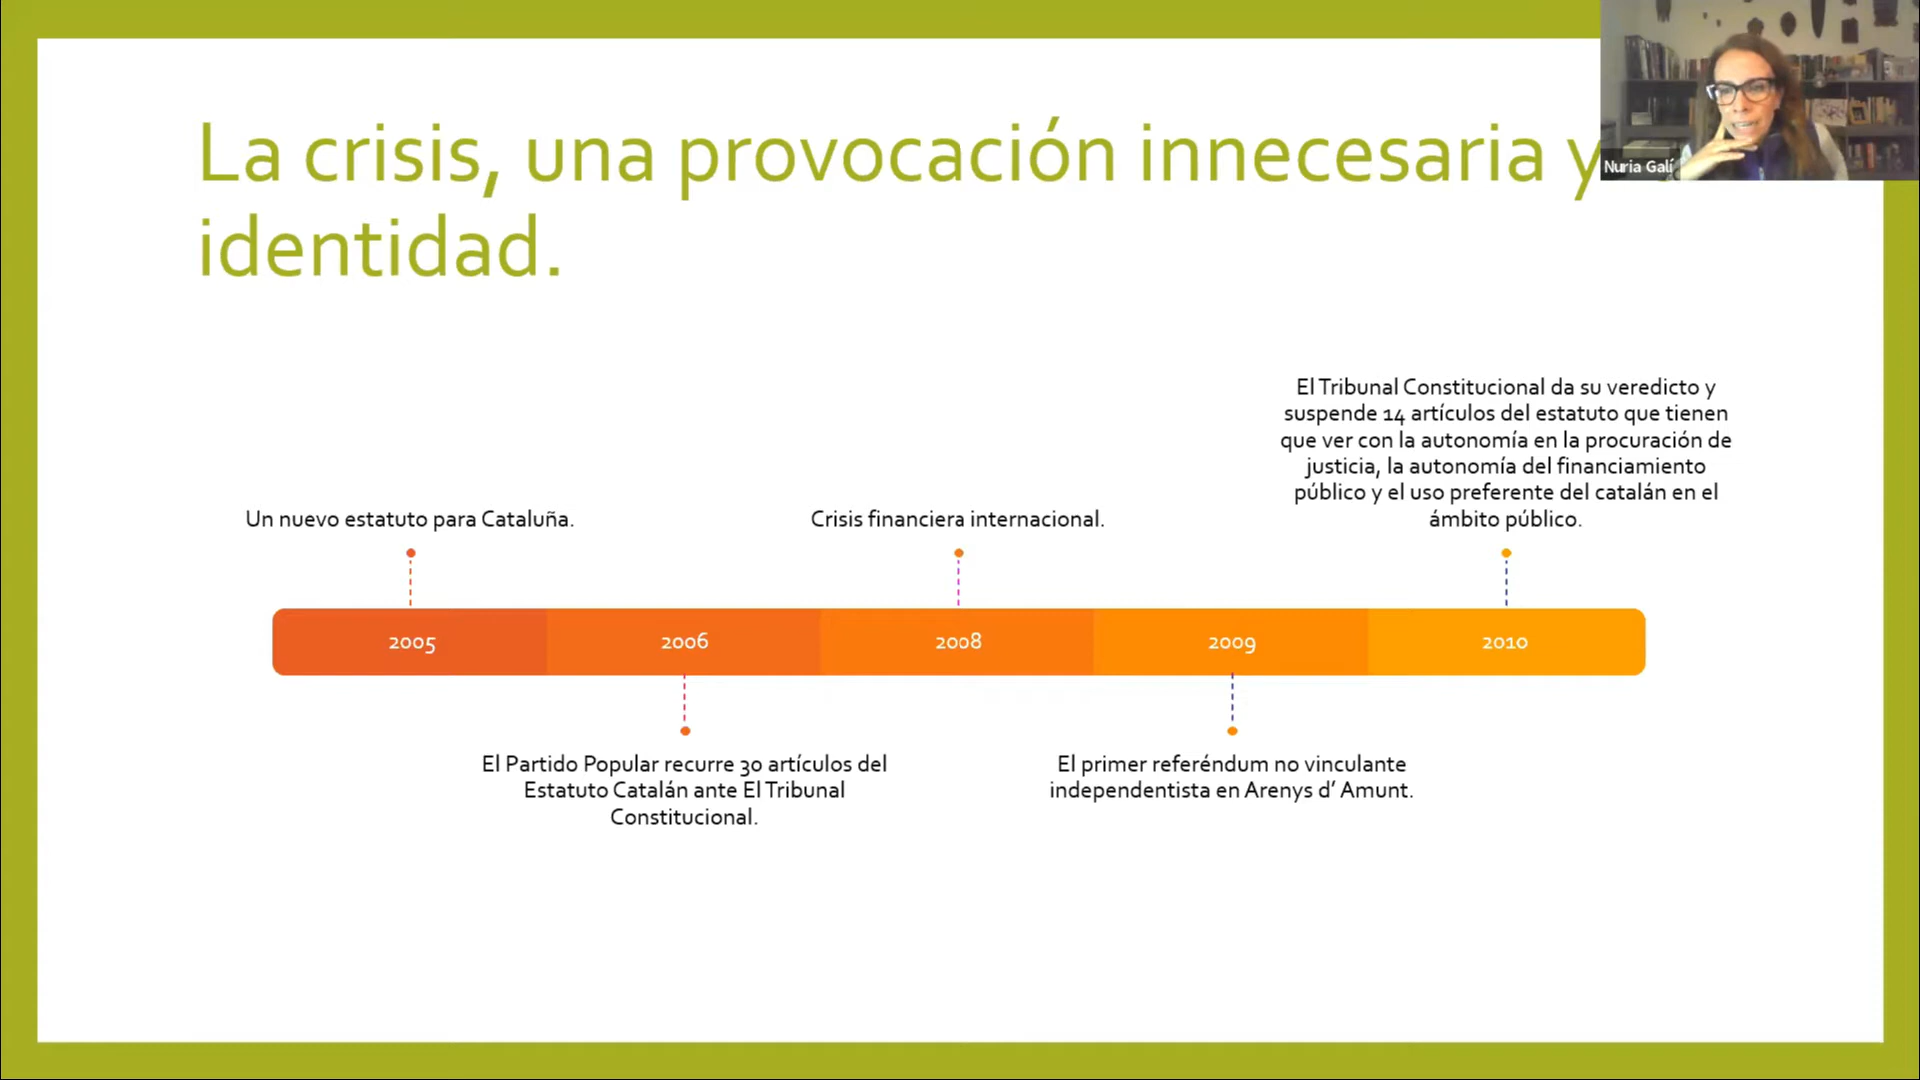 La crisis, una provocación innecesaria y
identidad.
Nuria Galí
El Tribunal Constitucional da su veredicto y
suspende 14 artículos del estatuto que tienen
que ver con la autonomía en la procuración de
justicia, la autonomía del financiamiento
público y el uso preferente del catalán en el
ámbito público.
Un nuevo estatuto para Cataluña.
Crisis financiera internacional.
2005
2006
2008
2009
2010
El Partido Popular recurre 30 artículos del
Estatuto Catalán ante El Tribunal
Constitucional.
El primer referéndum no vinculante
independentista en Arenys d’ Amunt.